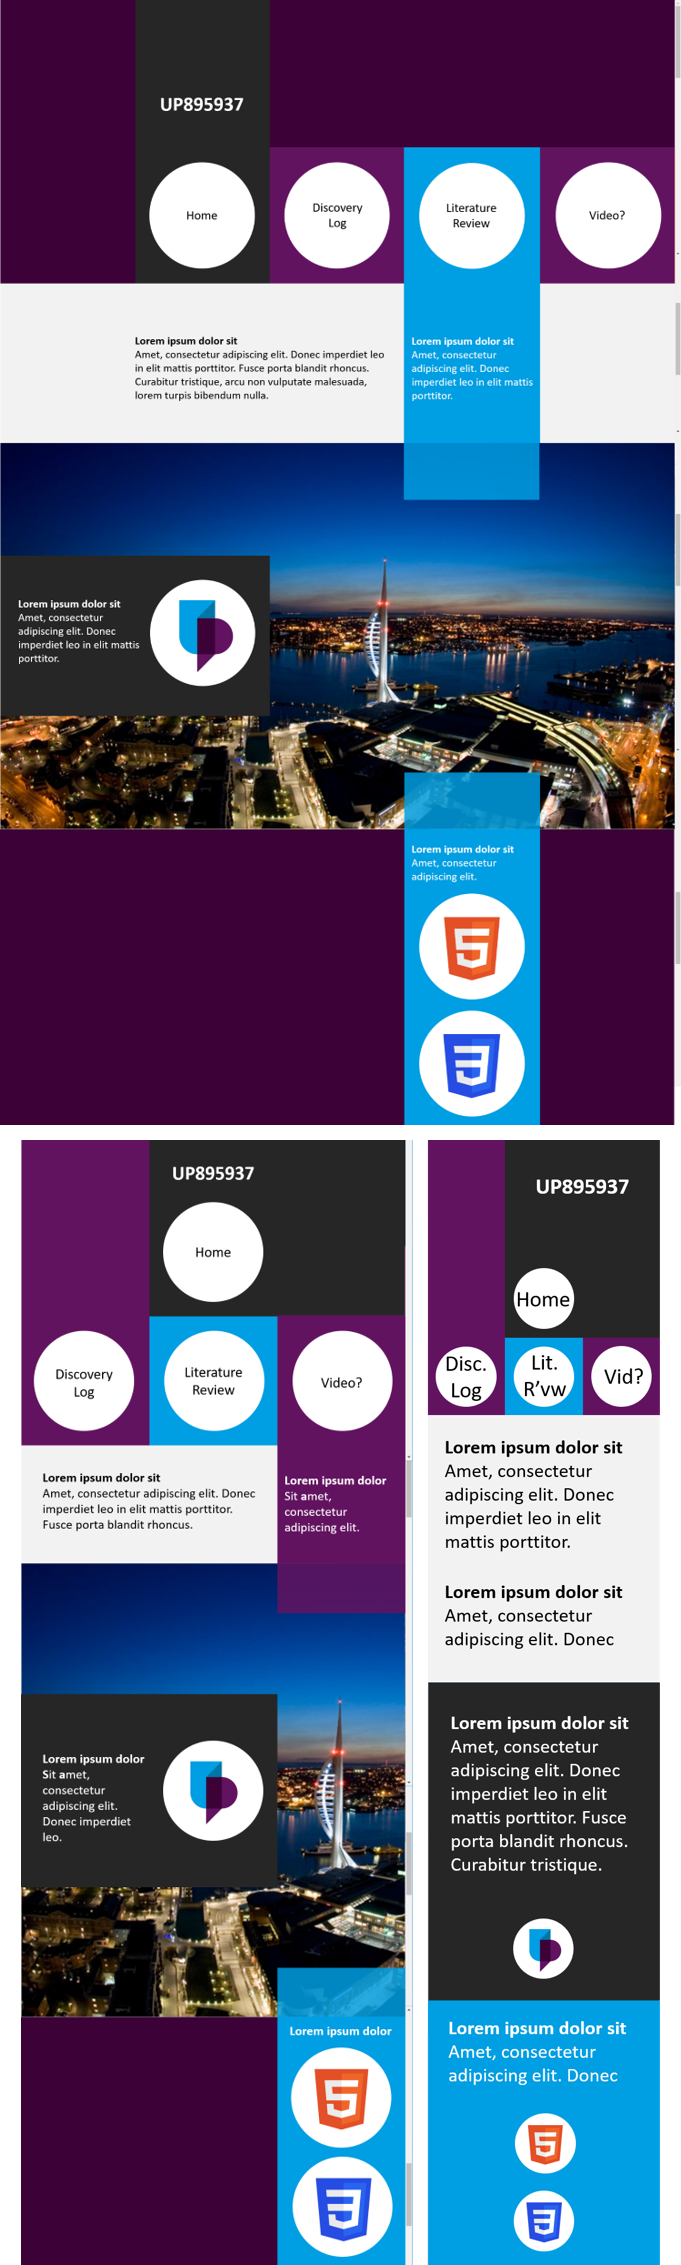 UP895937
Home
Discovery
Log
Literature
Review
Video?
Lorem ipsum dolor sit
Amet, consectetur adipiscing elit. Donec imperdiet leo
in elit mattis porttitor. Fusce porta blandit rhoncus.
Curabitur tristique, arcu non vulputate malesuada,
lorem turpis bibendum nulla.
Lorem ipsum dolor sit
Amet, consectetur
adipiscing elit. Donec
imperdiet leo in elit mattis
porttitor.
Lorem ipsum dolor sit
Amet, consectetur
adipiscing elit. Donec
imperdiet leo in elit mattis
porttitor.
Lorem ipsum dolor sit
Amet, consectetur
adipiscing elit.
UP895937
Home
Discovery
Log
Literature
Review
Video?
Lorem ipsum dolor sit
Amet, consectetur adipiscing elit. Donec
imperdiet leo in elit mattis porttitor.
Fusce porta blandit rhoncus.
Lorem ipsum dolor
Sit amet,
consectetur
adipiscing elit.
Lorem ipsum dolor
Sit amet,
consectetur
adipiscing elit.
Donec imperdiet
leo.
Lorem ipsum dolor
UP895937
Home
Disc.
Log
Lit.
R’vw
Vid?
Lorem ipsum dolor sit
Amet, consectetur
adipiscing elit. Donec
imperdiet leo in elit
mattis porttitor.
Lorem ipsum dolor sit
Amet, consectetur
adipiscing elit. Donec
Lorem ipsum dolor sit
Amet, consectetur
adipiscing elit. Donec
imperdiet leo in elit
mattis porttitor. Fusce
porta blandit rhoncus.
Curabitur tristique.
Lorem ipsum dolor sit
Amet, consectetur
adipiscing elit. Donec